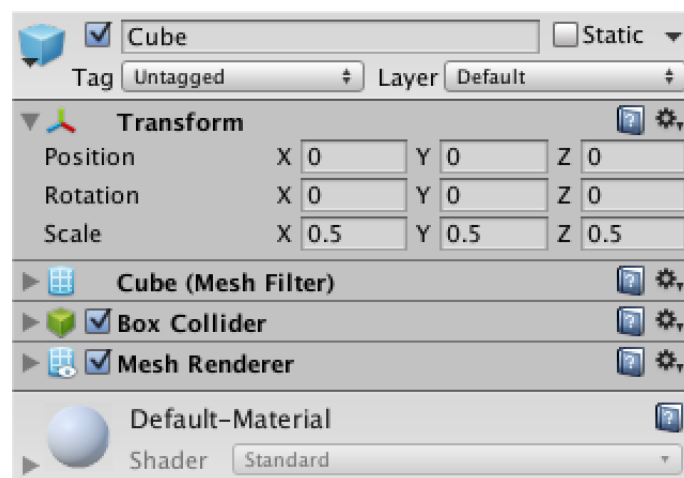 Cube Static
Tag Untagged Layer Default
Transform
Position X 0 Y 0 Z 0
Rotation X 0 Y 0 Z 0
Scale X 0.5 Y 0.5 Z 0.5
Cube (Mesh Filter)
Box Collider
Mesh Renderer
Default-Material
Shader Standard